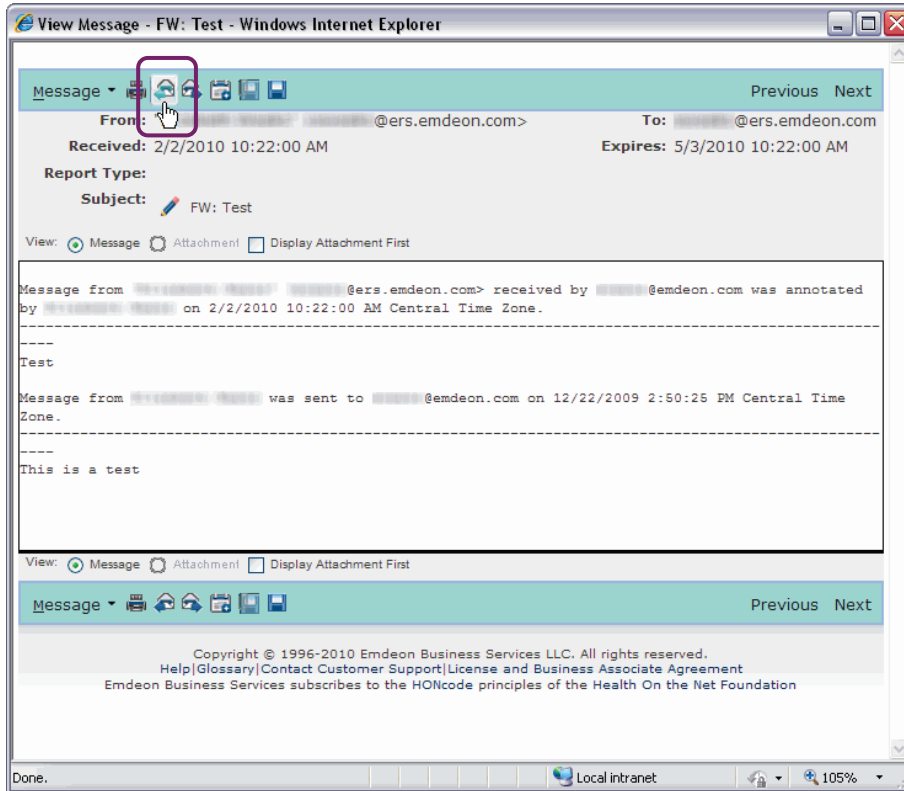 View Message - FW: Test - Windows Internet Explorer
Message Previous Next
From: @ers.emdeon.com> To: @ers.emdeon.com
Received: 2/2/2010 10:22:00 AM Expires: 5/3/2010 10:22:00 AM
Report Type:
Subject: FW: Test
View: Message Attachment Display Attachment First
Message from @ers.emdeon.com> received by @emdeon.com was annotated
by on 2/2/2010 10:22:00 AM Central Time Zone.
--------------------------------------------------------------------------------------------------------
----
Test
Message from was sent to @emdeon.com on 12/22/2009 2:50:25 PM Central Time
Zone.
--------------------------------------------------------------------------------------------------------
----
This is a test
View: Message Attachment Display Attachment First
Message Previous Next
Copyright © 1996-2010 Emdeon Business Services LLC. All rights reserved.
Help|Glossary|Contact Customer Support|License and Business Associate Agreement
Emdeon Business Services subscribes to the HONcode principles of the Health On the Net Foundation
Done. Local intranet 105%